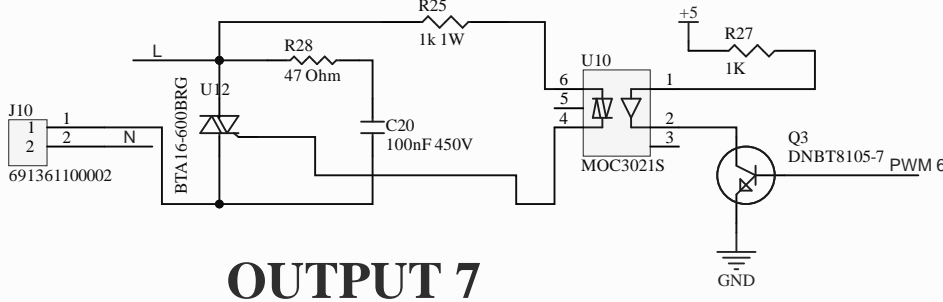 R25
1k 1W
+5
R27
1K
L
R28
47 Ohm
U10
U12
6
5
4
1
2
3
MOC3021S
J10
1
2
1
2
N
691361100002
BTA16-600BRG
C20
100nF 450V
Q3
DNBT8105-7
PWM 6
GND
OUTPUT 7